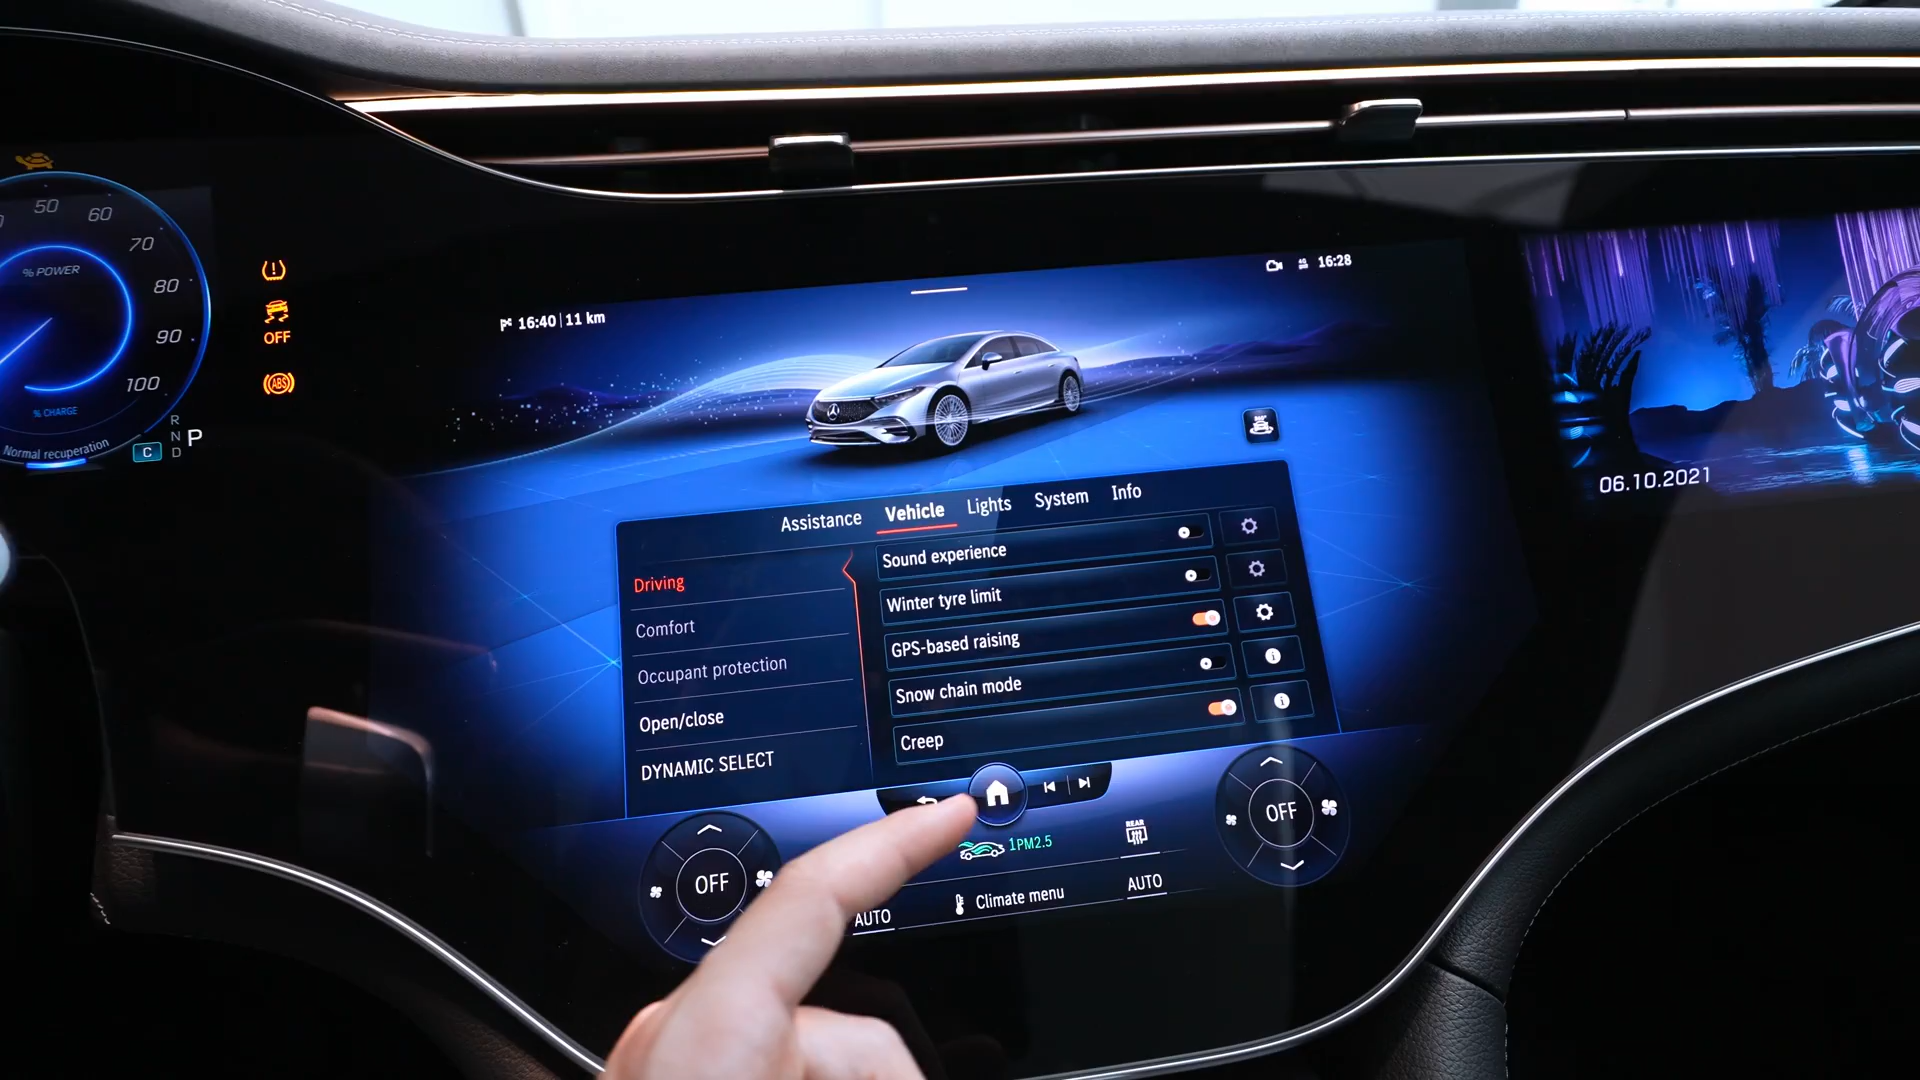 50
60
70
80
90
100
% POWER
% CHARGE
Normal recuperation
C
R
N
D
P
OFF
ABS
16:40 | 11 km
16:28
Assistance
Vehicle
Lights
System
Info
Driving
Comfort
Occupant protection
Open/close
DYNAMIC SELECT
Sound experience
Winter tyre limit
GPS-based raising
Snow chain mode
Creep
OFF
1PM2.5
REAR
OFF
AUTO
Climate menu
AUTO
06.10.2021